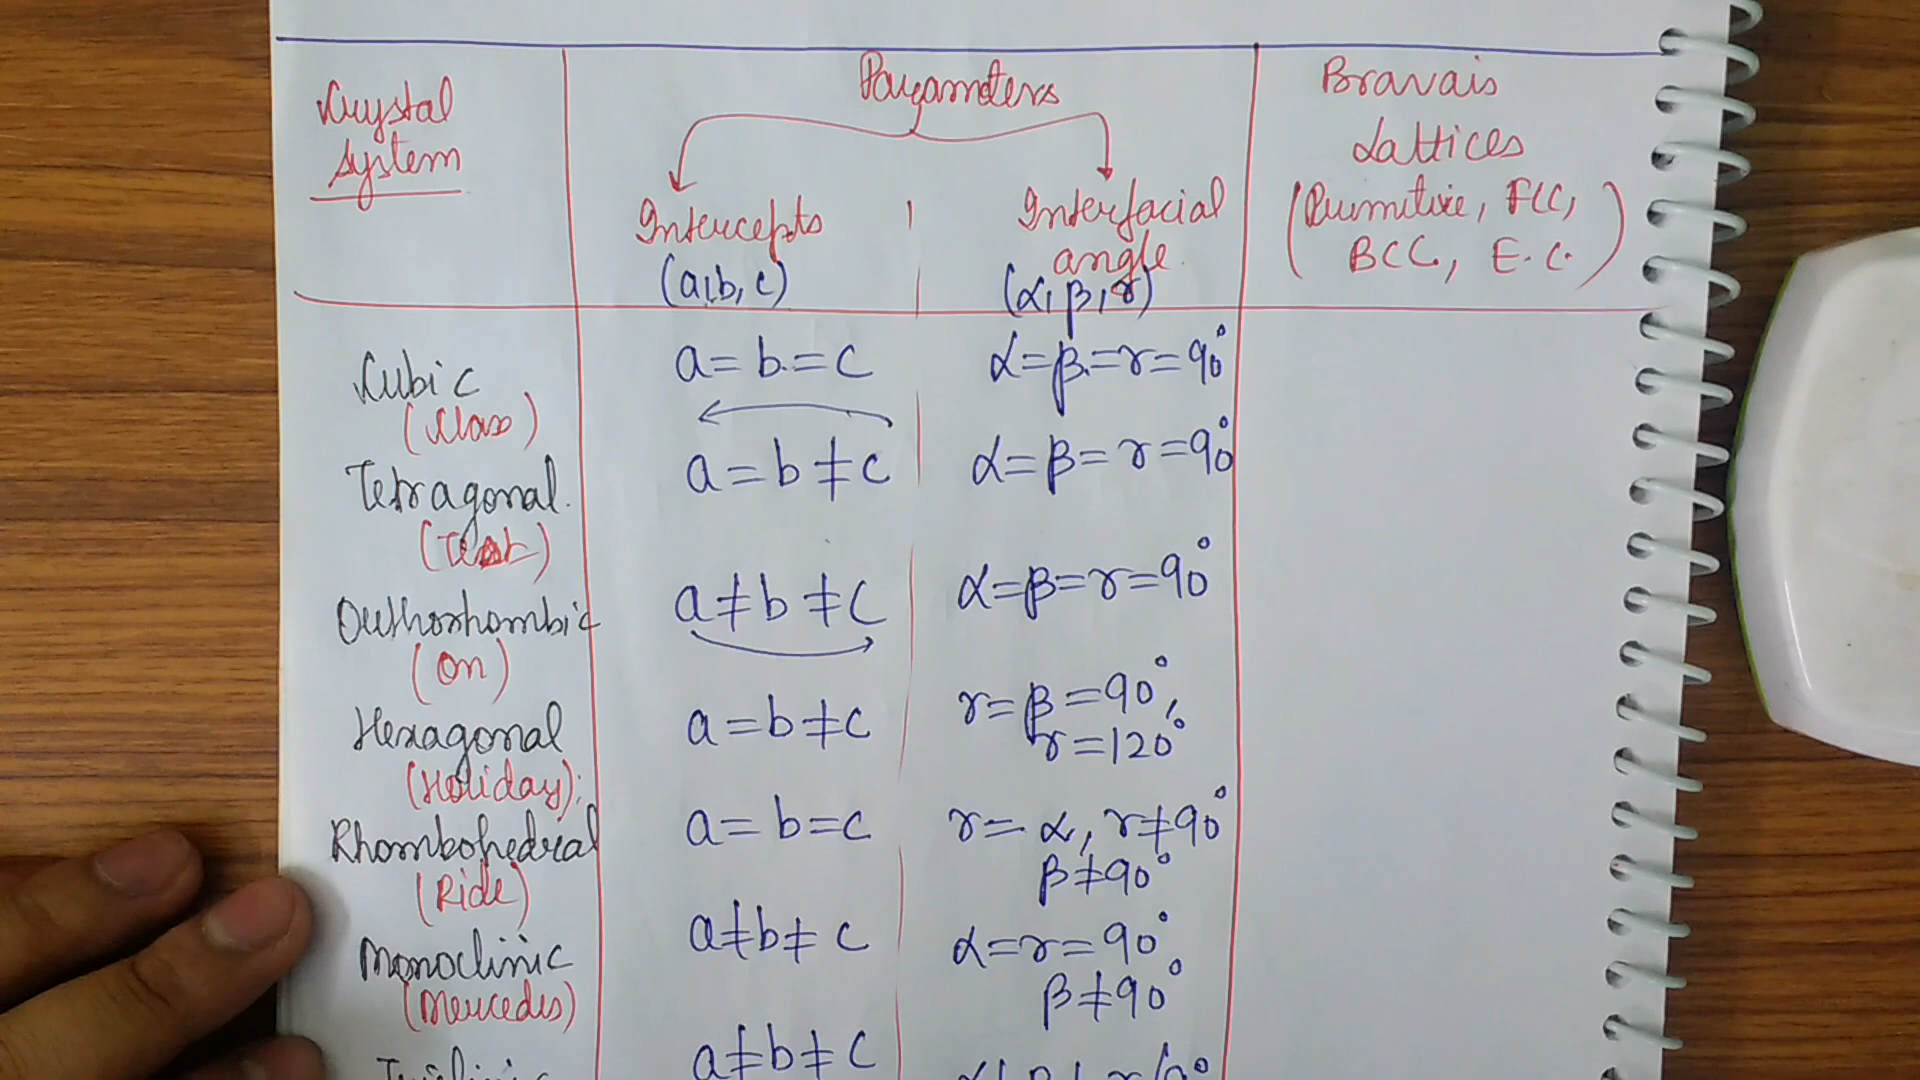 Crystal System
Parameters
Bravais Lattices
(Primitive, FCC, BCC, E.C.)
Intercepts
(a,b,c)
Interfacial angle
(α, β, γ)
Cubic a = b = c α = β = γ = 90°
(Class)
Tetragonal a = b ≠ c α = β = γ = 90°
(Test)
Orthorhombic a ≠ b ≠ c α = β = γ = 90°
(On)
Hexagonal a = b ≠ c γ = β = 90°,
γ = 120°
(Holiday)
Rhombohedral a = b = c γ = α, γ ≠ 90°
β ≠ 90°
(Ride)
Monoclinic a ≠ b ≠ c α = γ = 90°
β ≠ 90°
(Mercedes)
a ≠ b ≠ c